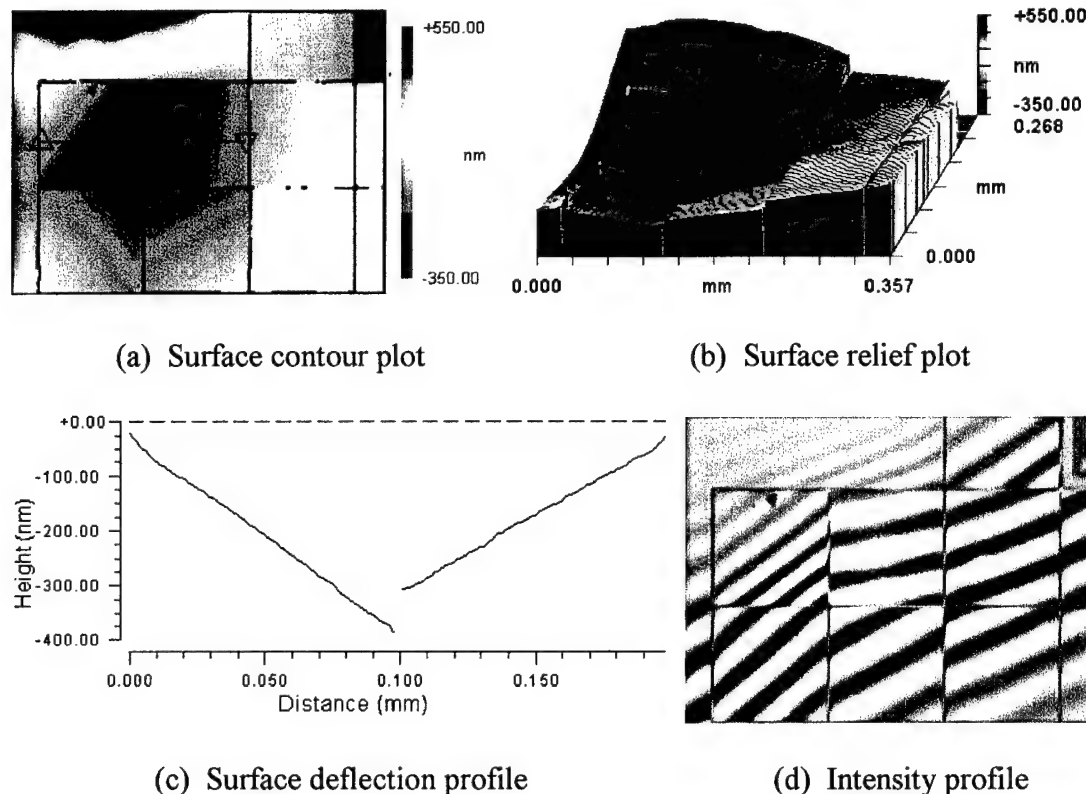 +550.00
nm
-350.00
+550.00
nm
-350.00
0.268
mm
0.000
0.000
mm
0.357
(a) Surface contour plot
(b) Surface relief plot
+0.00
-100.00
-200.00
-300.00
-400.00
Height (nm)
0.000
0.050
0.100
0.150
Distance (mm)
(c) Surface deflection profile
(d) Intensity profile